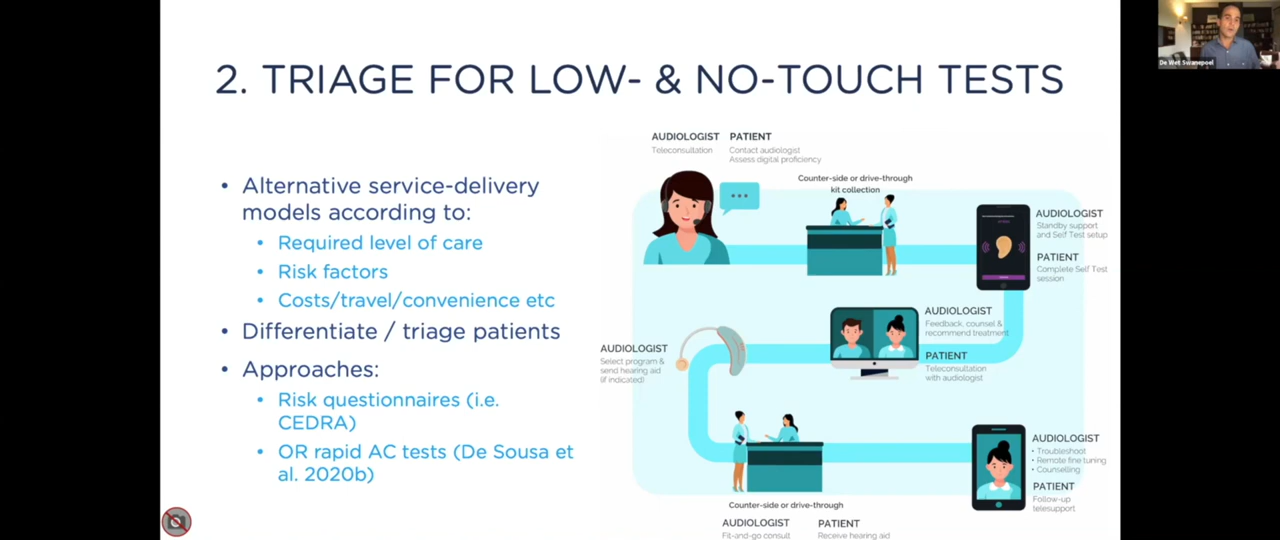 De Wet Swanepoel
2. TRIAGE FOR LOW- & NO-TOUCH TESTS
• Alternative service-delivery
models according to:
• Required level of care
• Risk factors
• Costs/travel/convenience etc
• Differentiate / triage patients
• Approaches:
• Risk questionnaires (i.e.
CEDRA)
• OR rapid AC tests (De Sousa et
al. 2020b)
AUDIOLOGIST
Teleconsultation
PATIENT
Contact audiologist
Assess digital proficiency
Counter-side or drive-through
kit collection
AUDIOLOGIST
Standby support
and Self Test setup
PATIENT
Complete Self Test
session
AUDIOLOGIST
Feedback, counsel &
recommend treatment
PATIENT
Teleconsultation
with audiologist
AUDIOLOGIST
Select program &
send hearing aid
(if indicated)
Counter-side or drive-through
AUDIOLOGIST
Fit-and-go consult
PATIENT
Receive hearing aid
AUDIOLOGIST
• Troubleshoot
• Remote fine tuning
• Counselling
PATIENT
Follow-up
telesupport